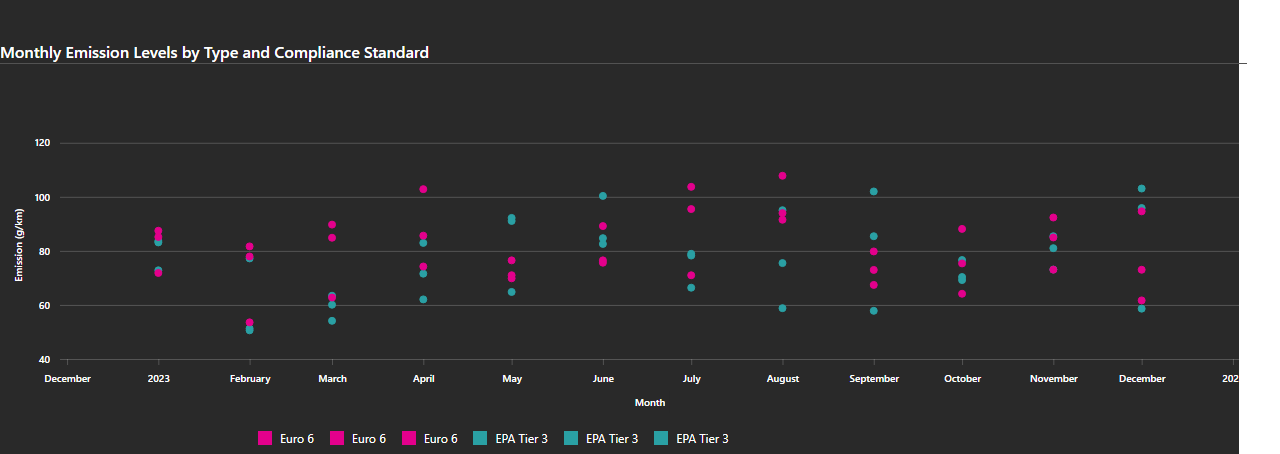 Monthly Emission Levels by Type and Compliance Standard
120
100
80
60
40
Emission (g/km)
December 2023 February March April May June July August September October November December 202
Month
Euro 6 Euro 6 Euro 6 EPA Tier 3 EPA Tier 3 EPA Tier 3